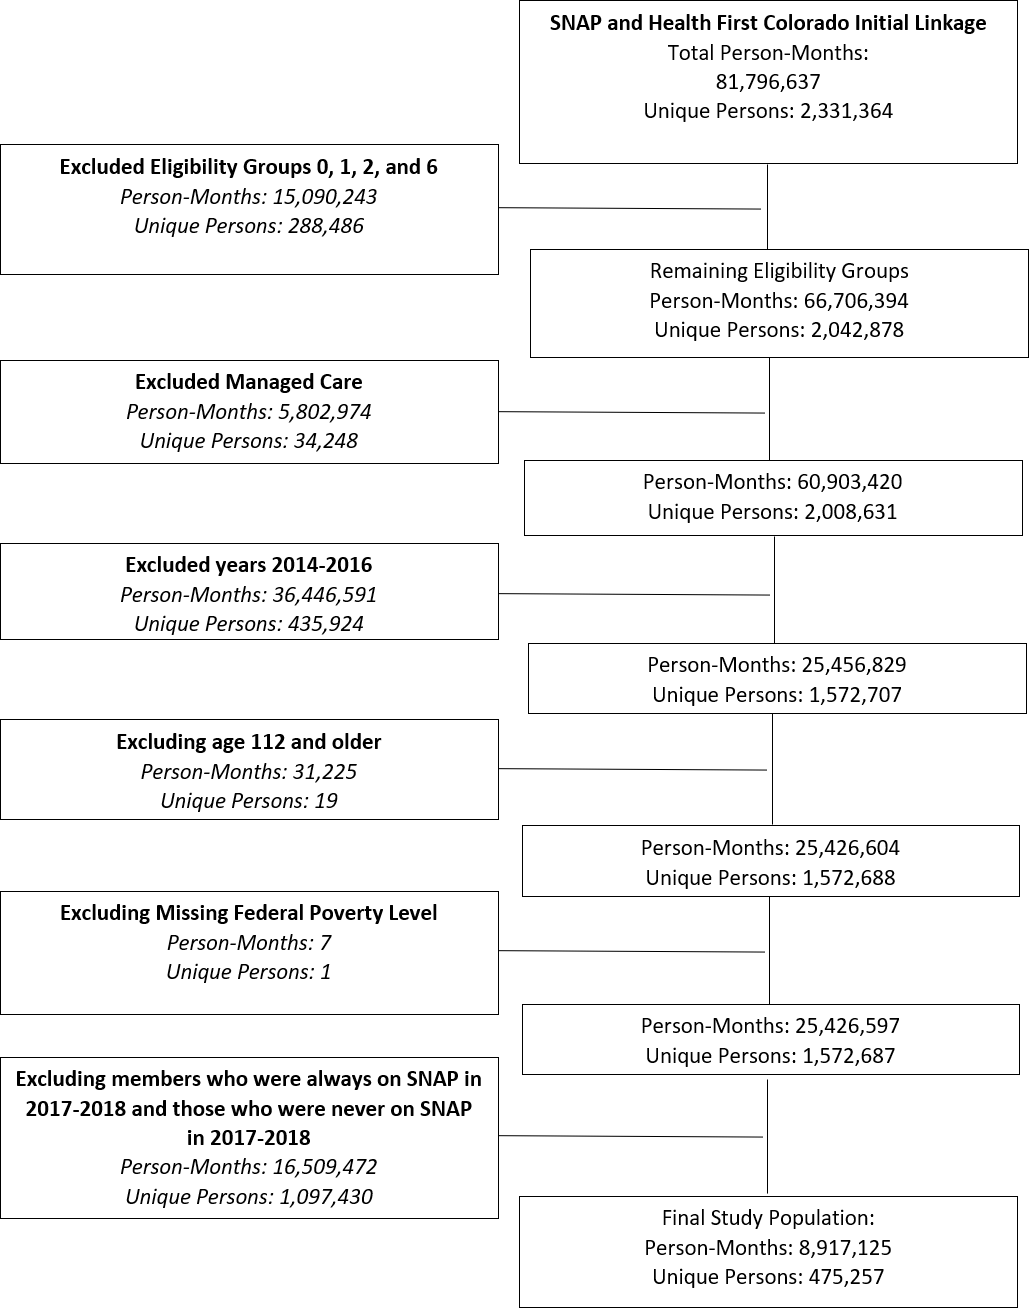 SNAP and Health First Colorado Initial Linkage
Total Person-Months:
81,796,637
Unique Persons: 2,331,364
Excluded Eligibility Groups 0, 1, 2, and 6
Person-Months: 15,090,243
Unique Persons: 288,486
Remaining Eligibility Groups
Person-Months: 66,706,394
Unique Persons: 2,042,878
Excluded Managed Care
Person-Months: 5,802,974
Unique Persons: 34,248
Person-Months: 60,903,420
Unique Persons: 2,008,631
Excluded years 2014-2016
Person-Months: 36,446,591
Unique Persons: 435,924
Person-Months: 25,456,829
Unique Persons: 1,572,707
Excluding age 112 and older
Person-Months: 31,225
Unique Persons: 19
Person-Months: 25,426,604
Unique Persons: 1,572,688
Excluding Missing Federal Poverty Level
Person-Months: 7
Unique Persons: 1
Person-Months: 25,426,597
Unique Persons: 1,572,687
Excluding members who were always on SNAP in
2017-2018 and those who were never on SNAP
in 2017-2018
Person-Months: 16,509,472
Unique Persons: 1,097,430
Final Study Population:
Person-Months: 8,917,125
Unique Persons: 475,257